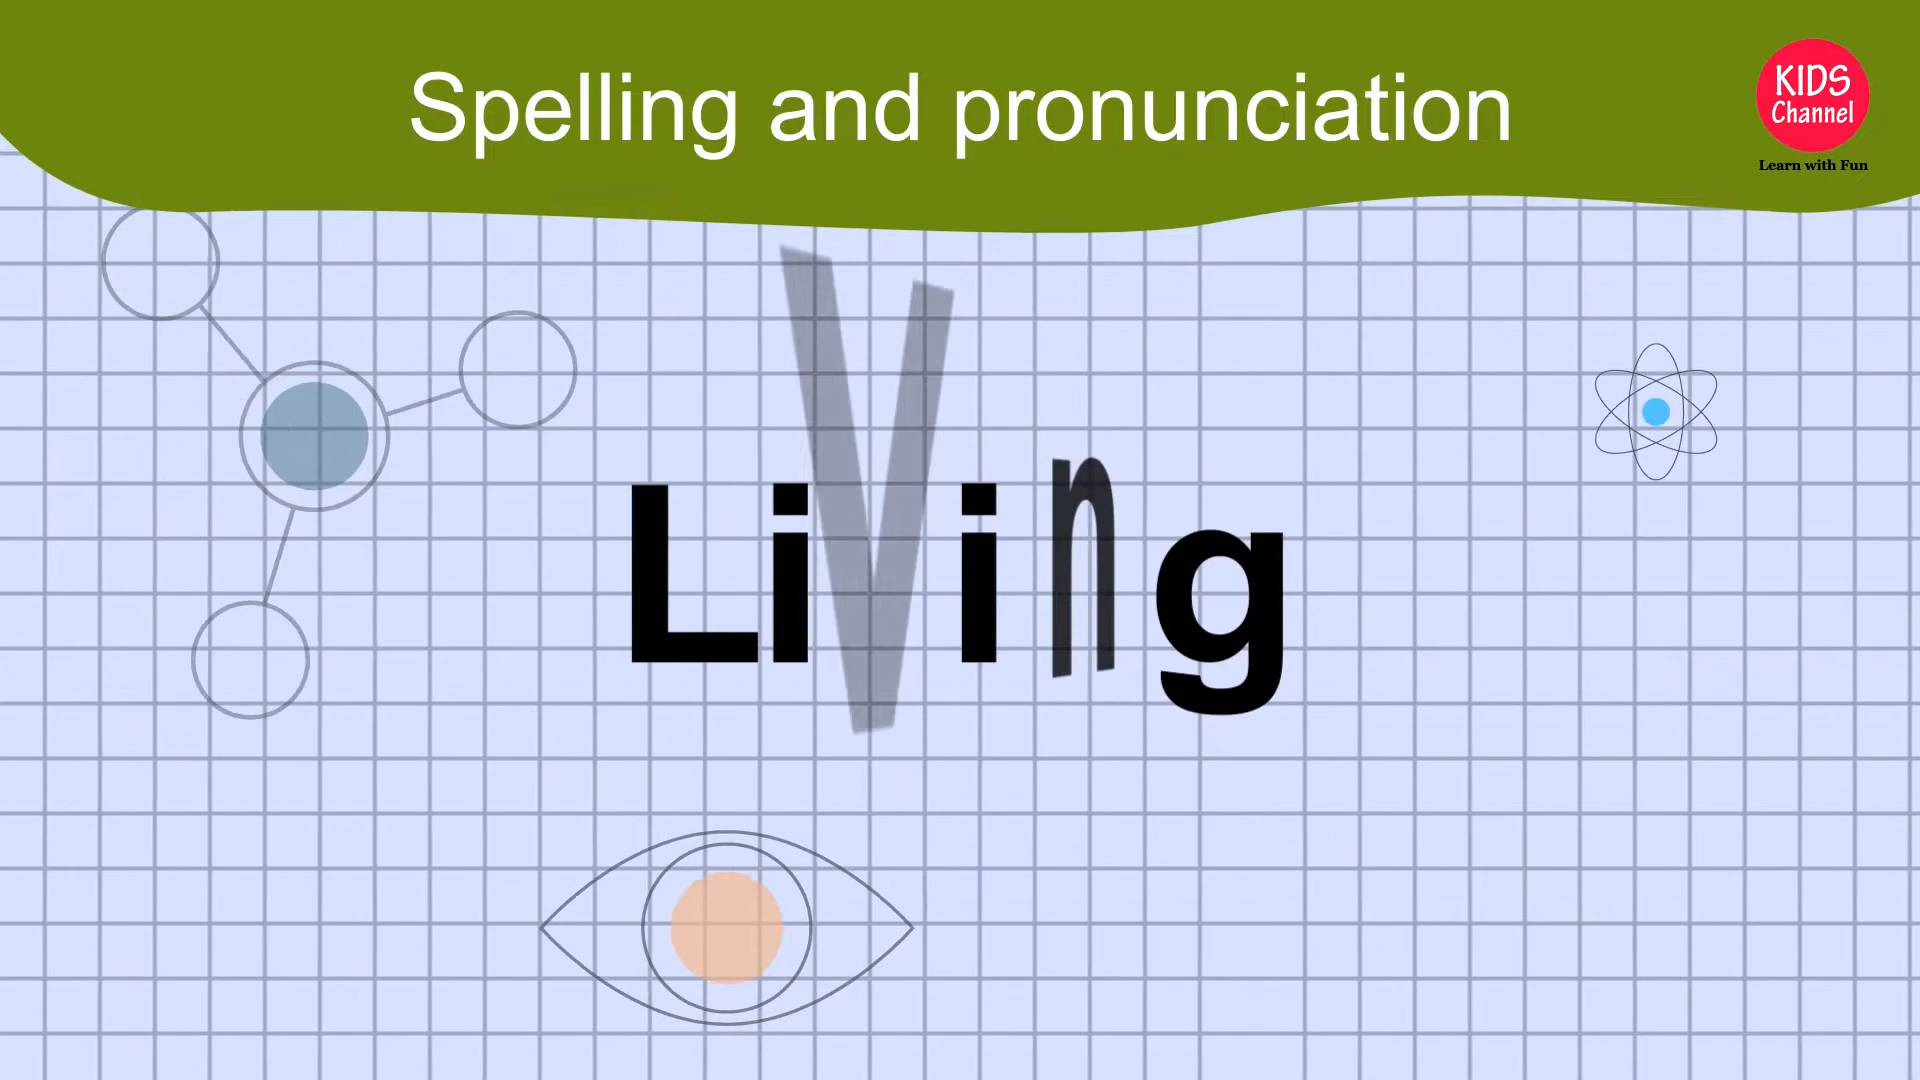 Spelling and pronunciation
KIDS
Channel
Learn with Fun
Living